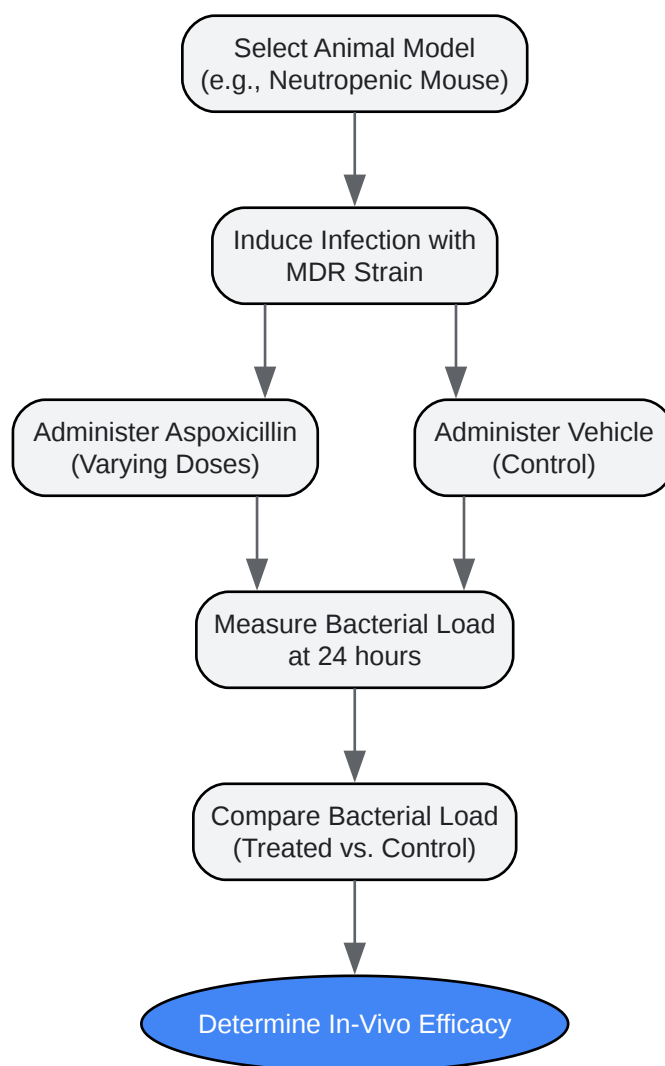 Select Animal Model
(e.g., Neutropenic Mouse)
Induce Infection with
MDR Strain
Administer Aspoxicillin
(Varying Doses)
Administer Vehicle
(Control)
Measure Bacterial Load
at 24 hours
Compare Bacterial Load
(Treated vs. Control)
Determine In-Vivo Efficacy